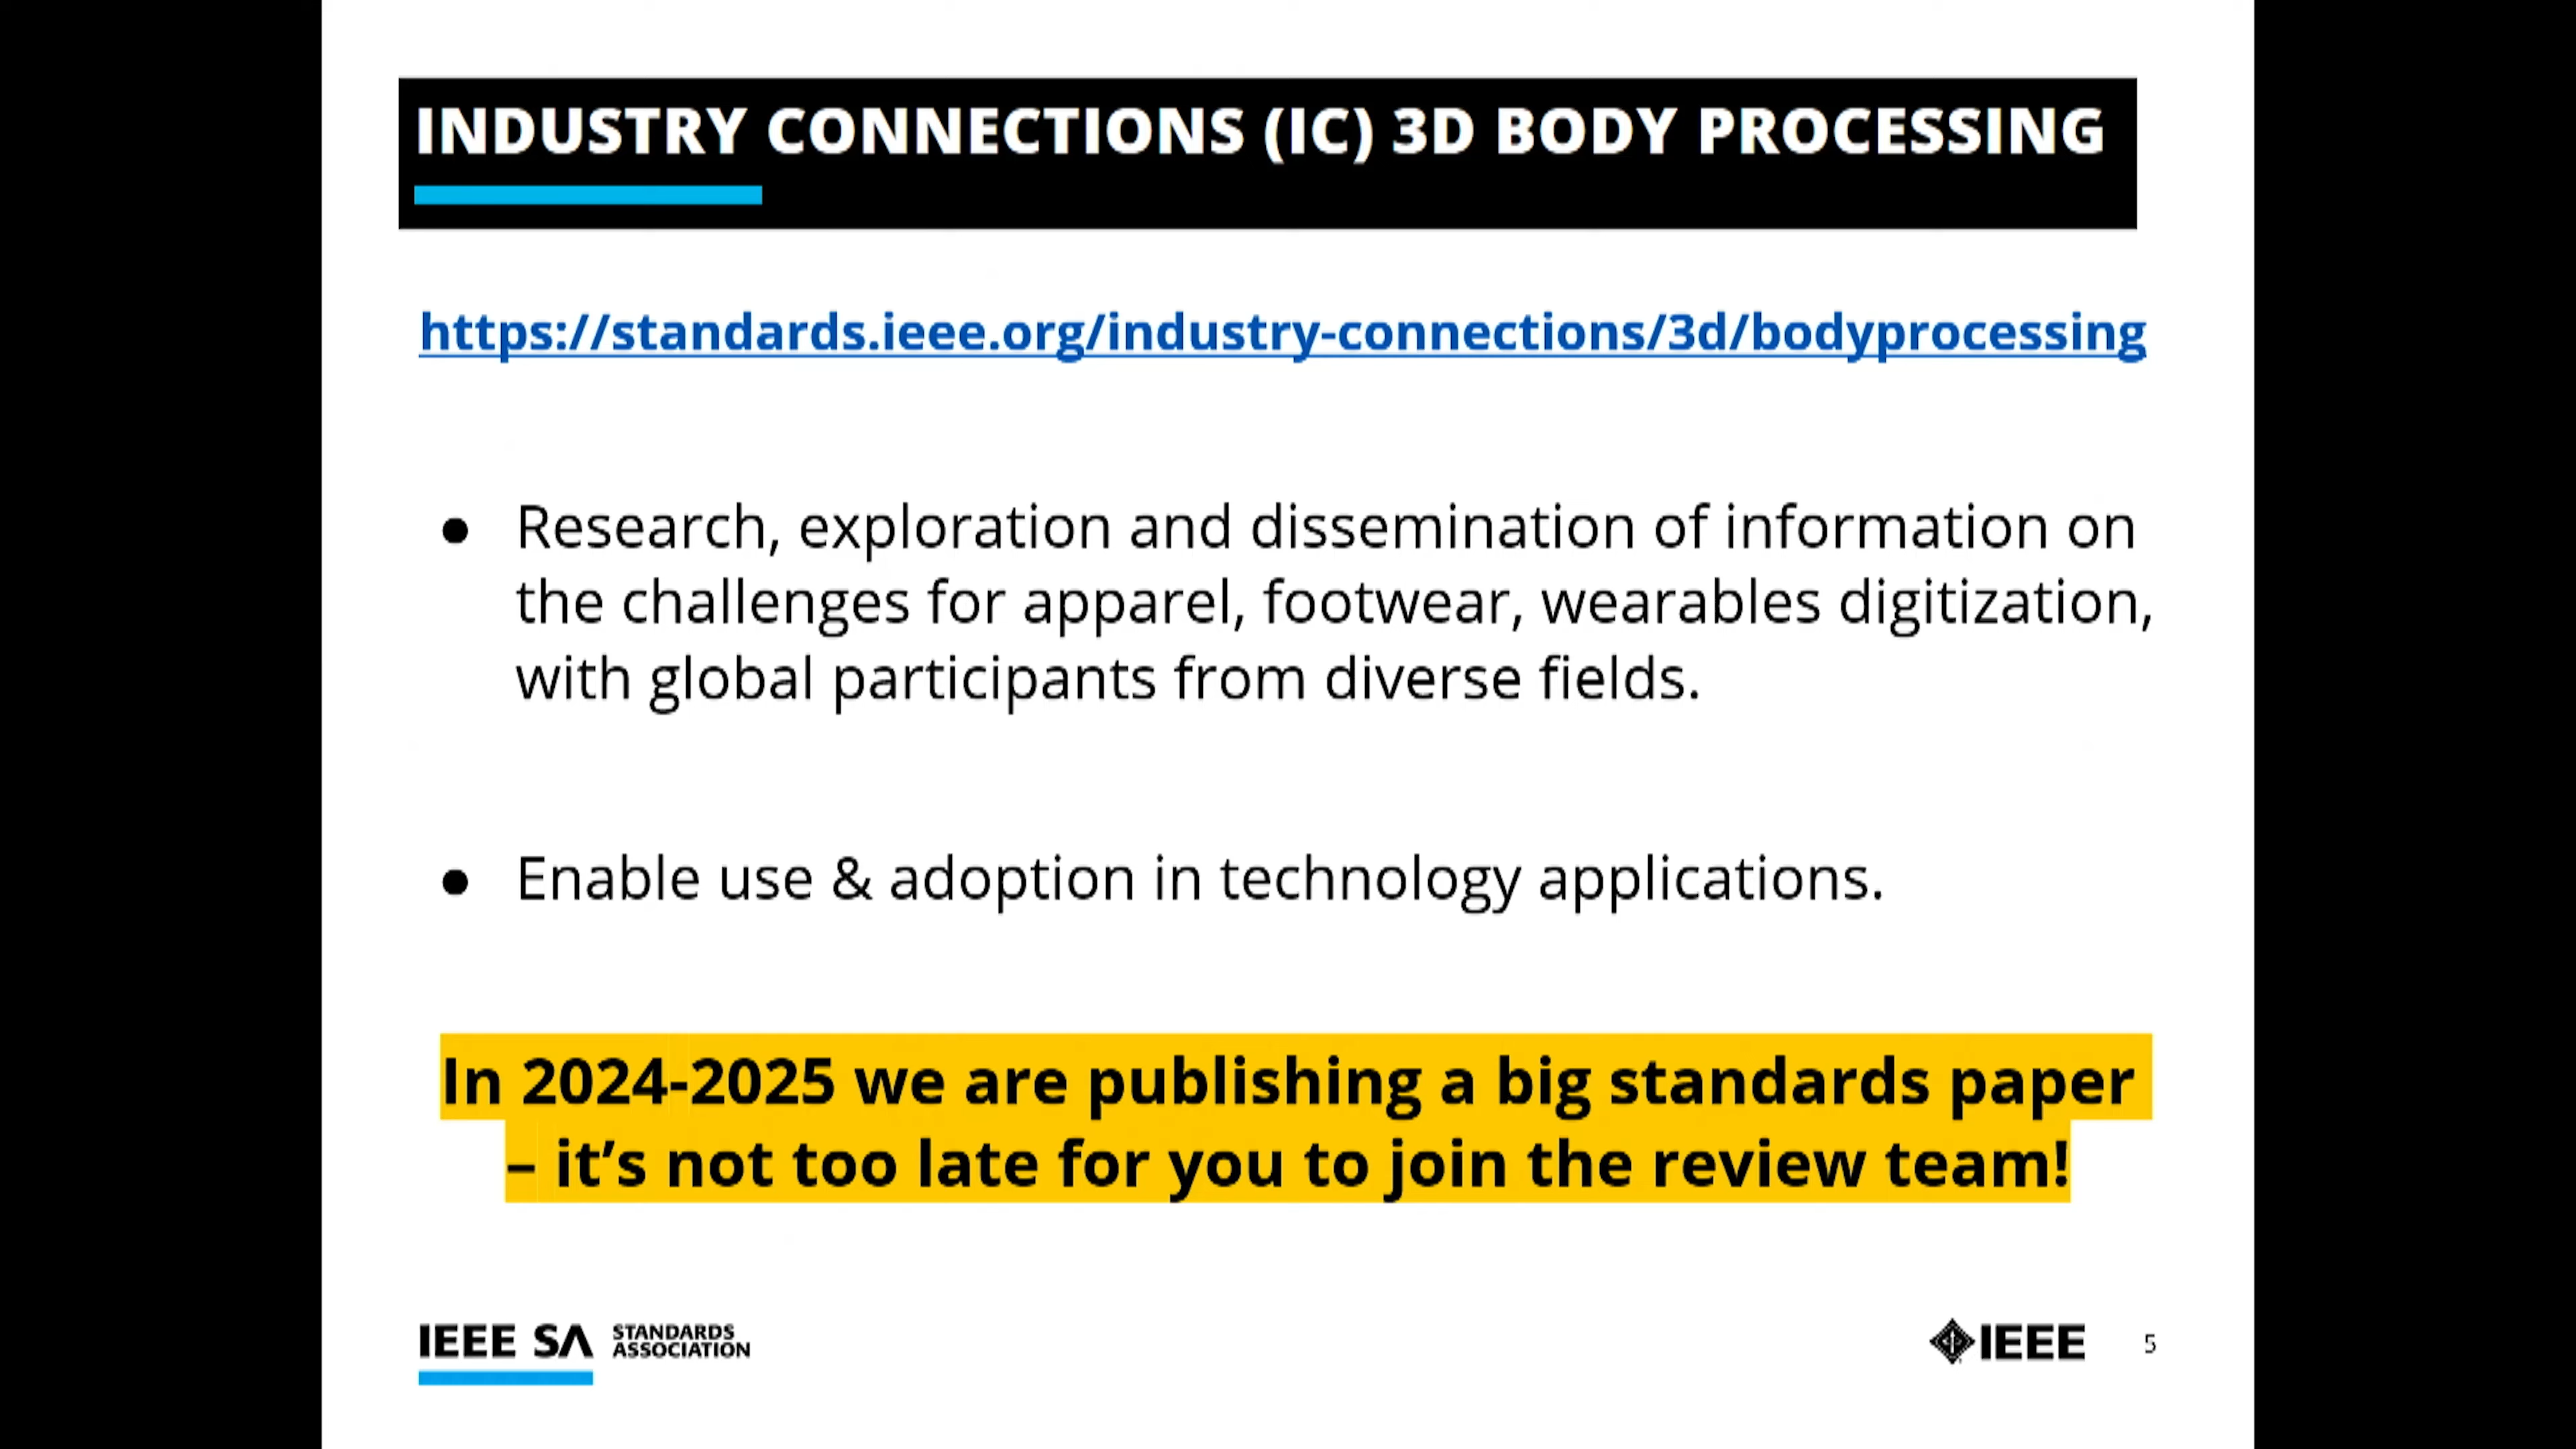 INDUSTRY CONNECTIONS (IC) 3D BODY PROCESSING
https://standards.ieee.org/industry-connections/3d/bodyprocessing
● Research, exploration and dissemination of information on
the challenges for apparel, footwear, wearables digitization,
with global participants from diverse fields.
● Enable use & adoption in technology applications.
In 2024-2025 we are publishing a big standards paper
– it’s not too late for you to join the review team!
IEEE SA STANDARDS
ASSOCIATION
IEEE 5